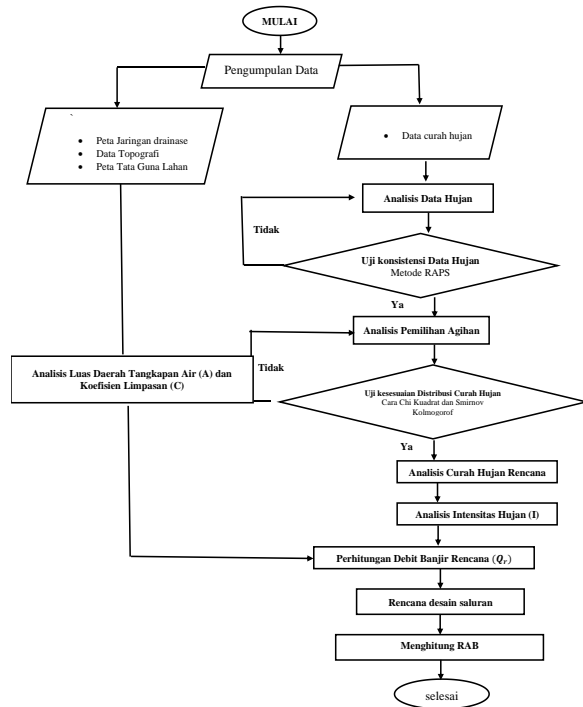 MULAI
Pengumpulan Data
`
• Peta Jaringan drainase
• Data Topografi
• Peta Tata Guna Lahan
• Data curah hujan
Analisis Data Hujan
Tidak
Uji konsistensi Data Hujan
Metode RAPS
Ya
Analisis Pemilihan Agihan
Tidak
Analisis Luas Daerah Tangkapan Air (A) dan
Koefisien Limpasan (C)
Uji kesesuaian Distribusi Curah Hujan
Cara Chi Kuadrat dan Smirnov
Kolmogorof
Ya
Analisis Curah Hujan Rencana
Analisis Intensitas Hujan (I)
Perhitungan Debit Banjir Rencana (Qᵣ)
Rencana desain saluran
Menghitung RAB
selesai